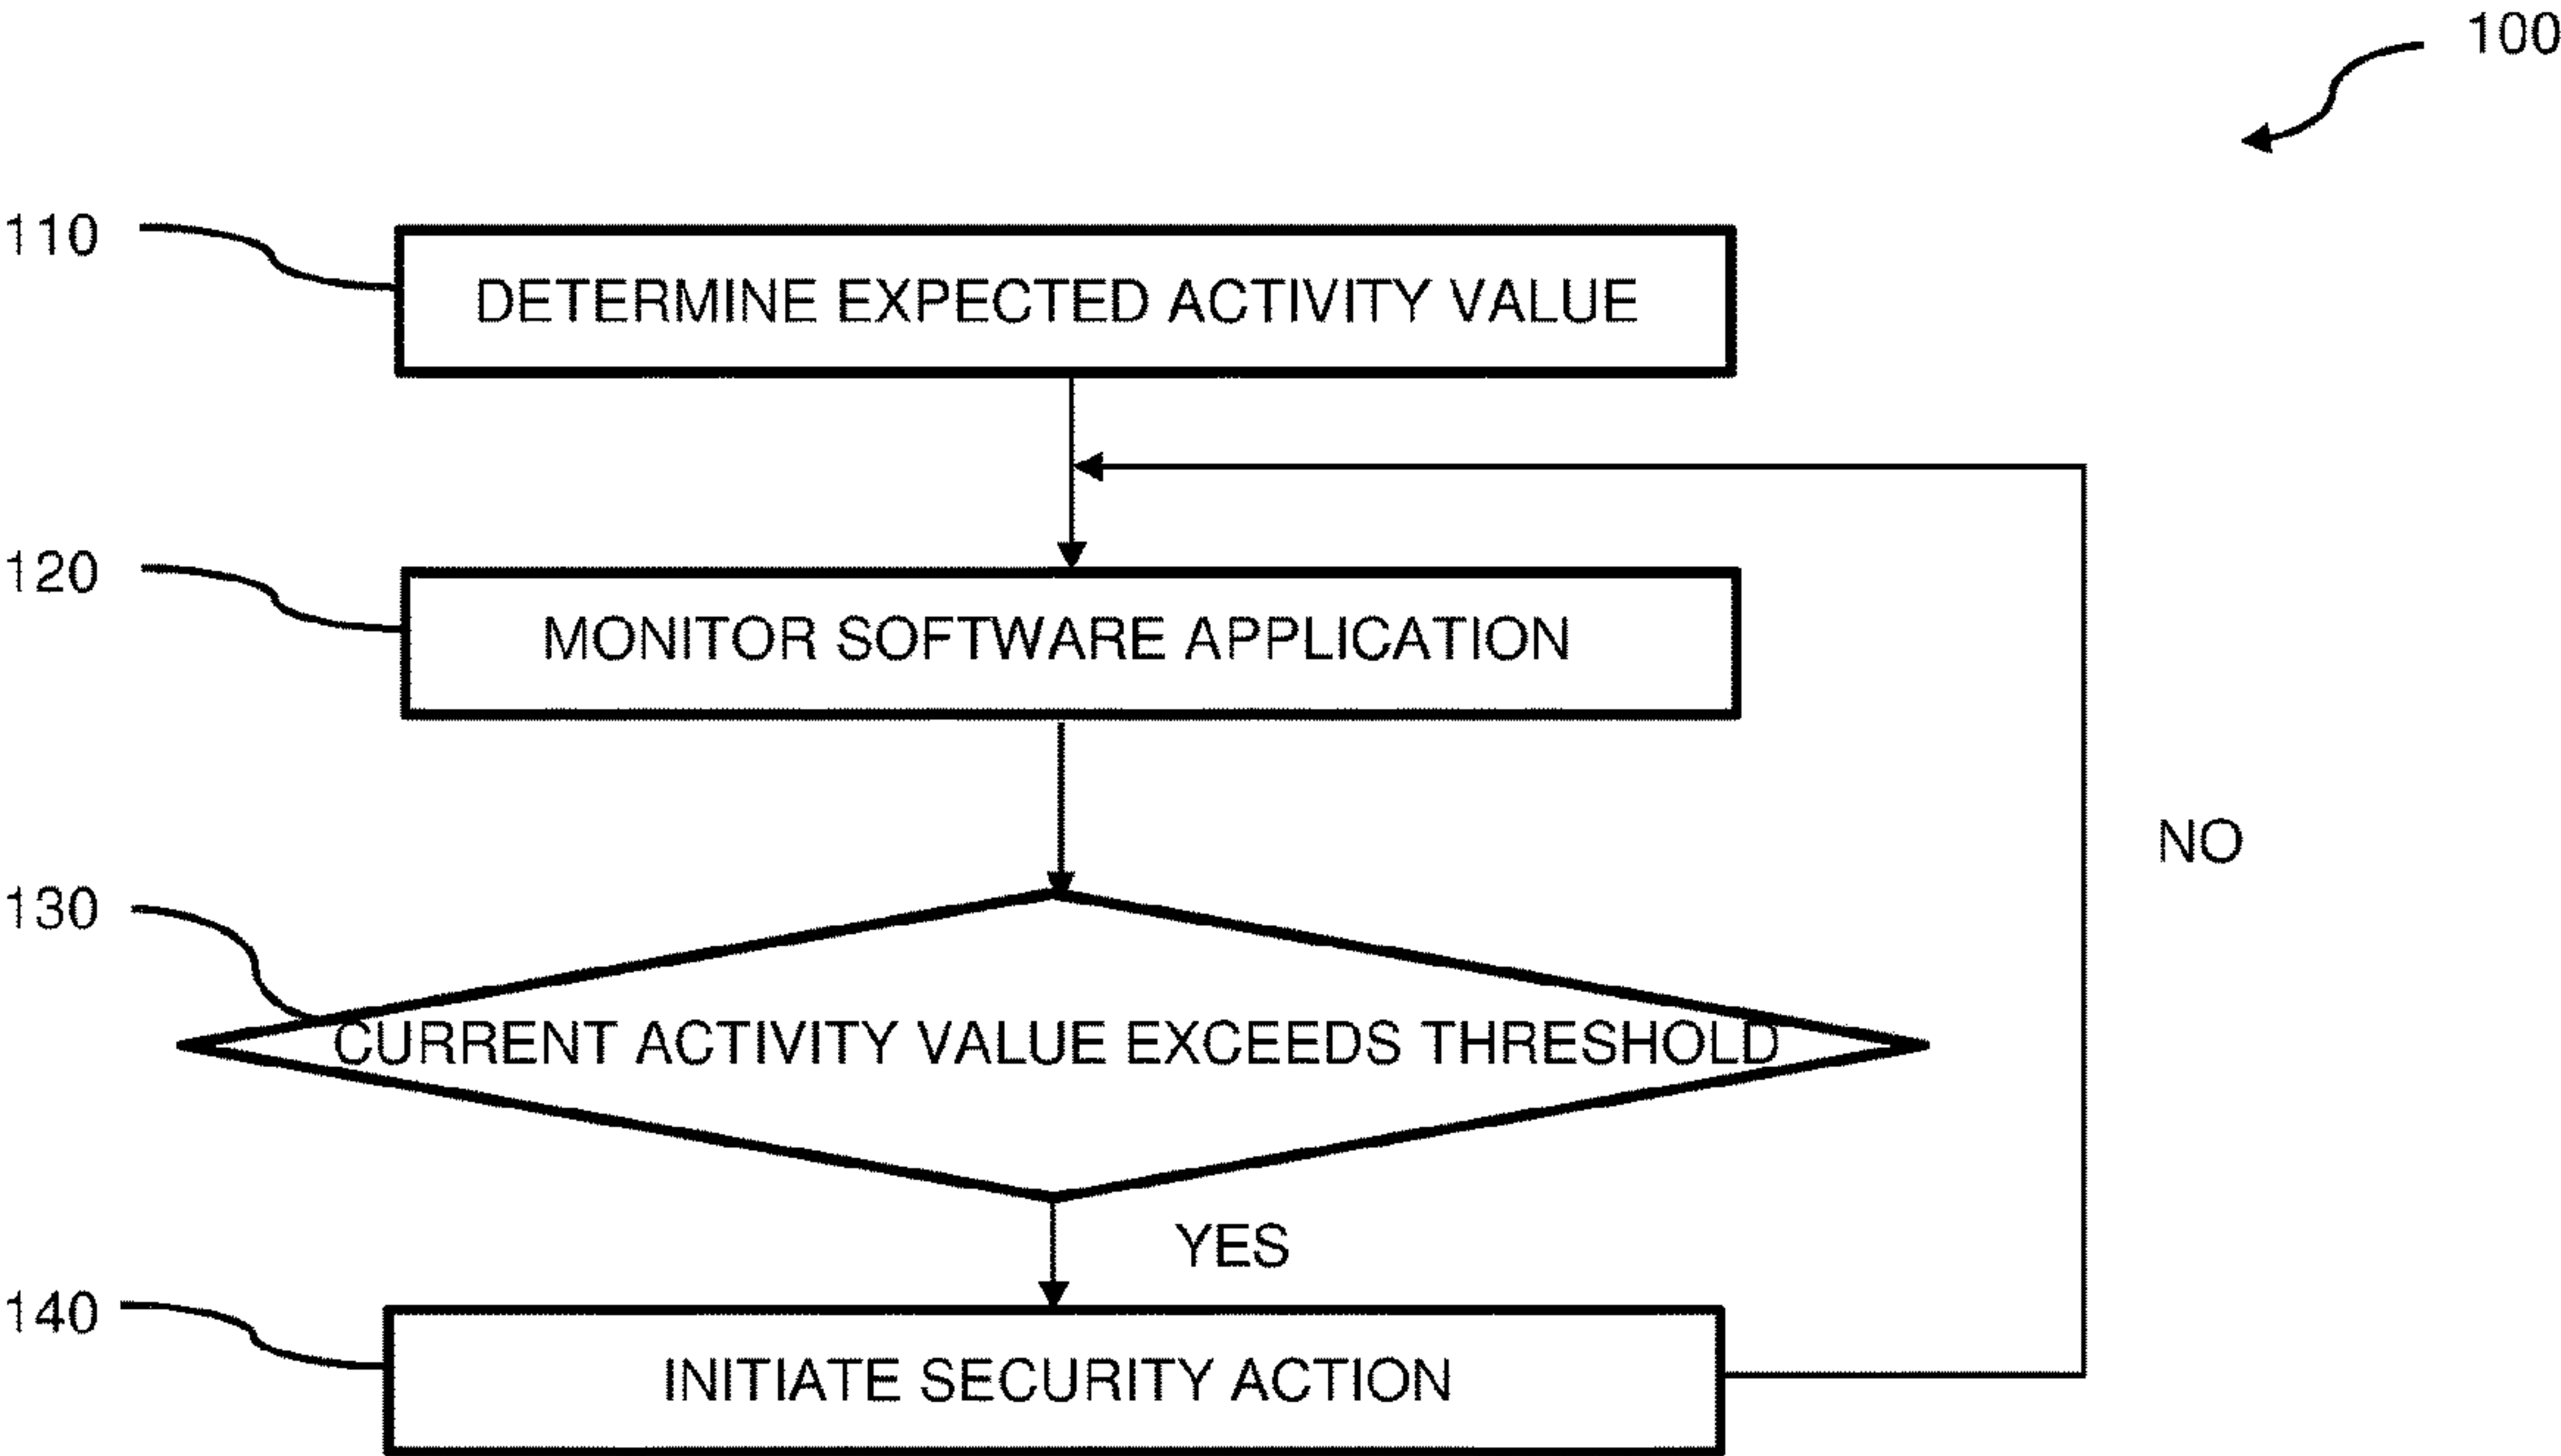 100
110
DETERMINE EXPECTED ACTIVITY VALUE
120
MONITOR SOFTWARE APPLICATION
NO
130
CURRENT ACTIVITY VALUE EXCEEDS THRESHOLD
YES
140
INITIATE SECURITY ACTION